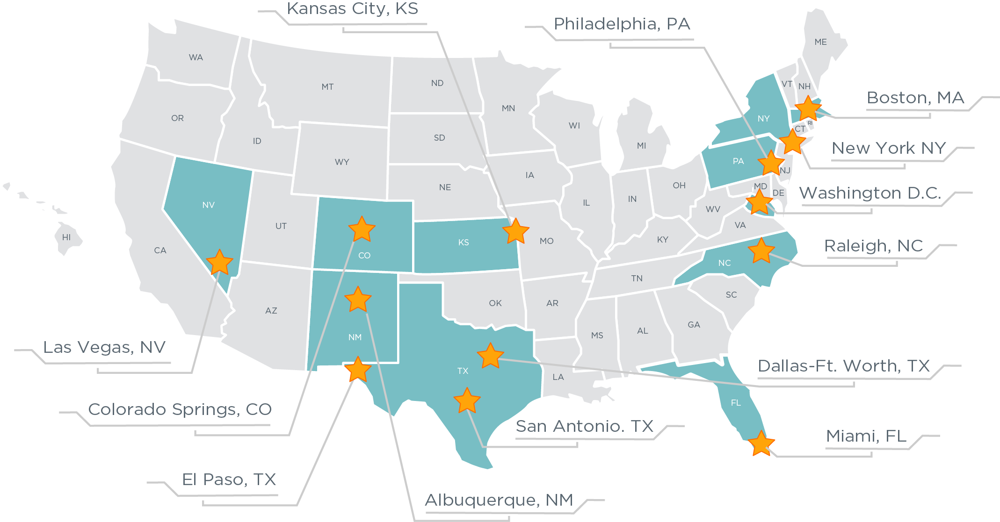 Kansas City, KS
Philadelphia, PA
ME
WA
MT
ND
VT
NH
Boston, MA
MN
OR
NY
WI
RI
CT
ID
SD
MI
New York NY
WY
PA
NJ
IA
NE
OH
MD
DE
Washington D.C.
NV
IL
IN
WV
UT
VA
HI
CA
CO
KS
MO
KY
Raleigh, NC
NC
TN
SC
AZ
OK
AR
NM
GA
MS
AL
Las Vegas, NV
TX
LA
Dallas-Ft. Worth, TX
FL
Colorado Springs, CO
San Antonio. TX
Miami, FL
El Paso, TX
Albuquerque, NM